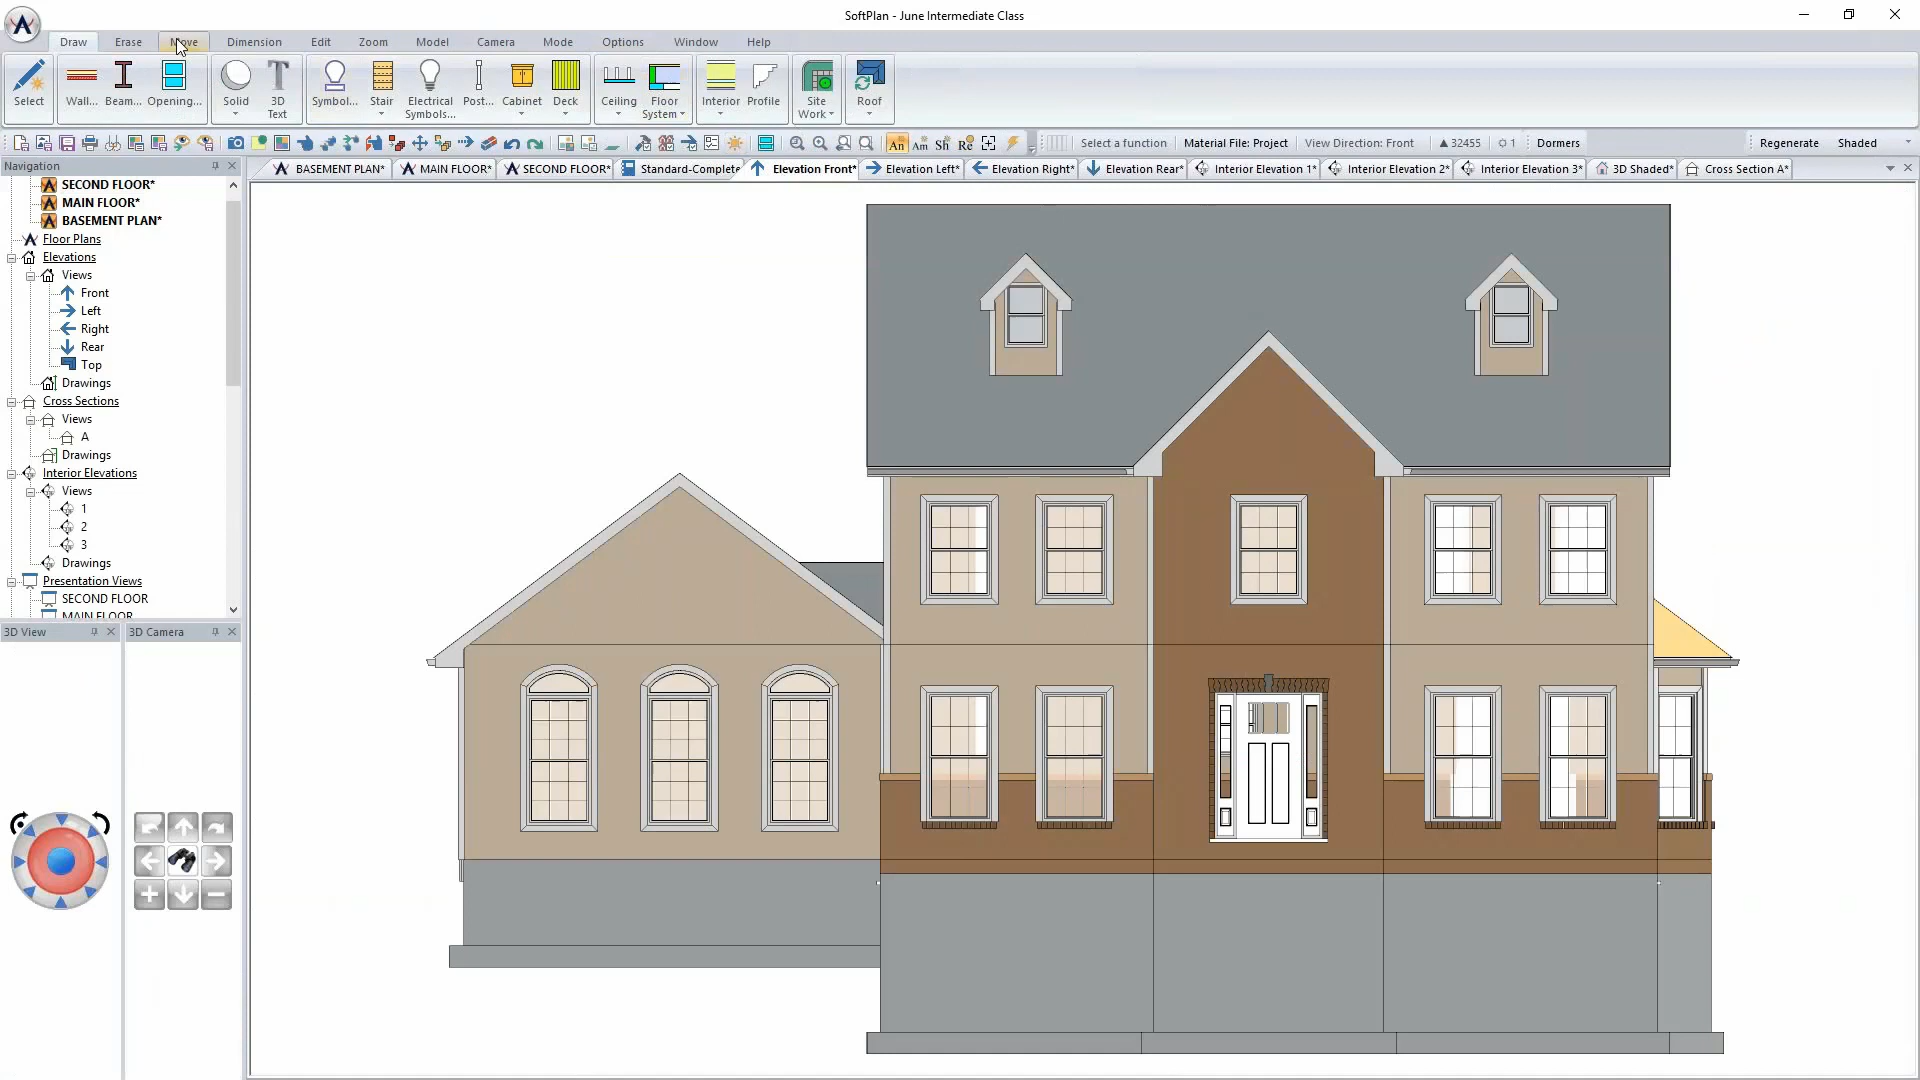 SoftPlan - June Intermediate Class
Draw Erase Move Dimension Edit Zoom Model Camera Mode Options Window Help
Select Wall... Beam... Opening... Solid 3D Text Symbol... Stair Electrical Symbols... Post... Cabinet Deck Ceiling Floor System Interior Profile Site Work Roof
An Am Sh Re Select a function Material File: Project View Direction: Front 32455 1 Dormers Regenerate Shaded
Navigation
BASEMENT PLAN* MAIN FLOOR* SECOND FLOOR* Standard-Complete Elevation Front* Elevation Left* Elevation Right* Elevation Rear* Interior Elevation 1* Interior Elevation 2* Interior Elevation 3* 3D Shaded* Cross Section A*
SECOND FLOOR*
MAIN FLOOR*
BASEMENT PLAN*
Floor Plans
Elevations
Views
Front
Left
Right
Rear
Top
Drawings
Cross Sections
Views
A
Drawings
Interior Elevations
Views
1
2
3
Drawings
Presentation Views
SECOND FLOOR
MAIN FLOOR
3D View 3D Camera